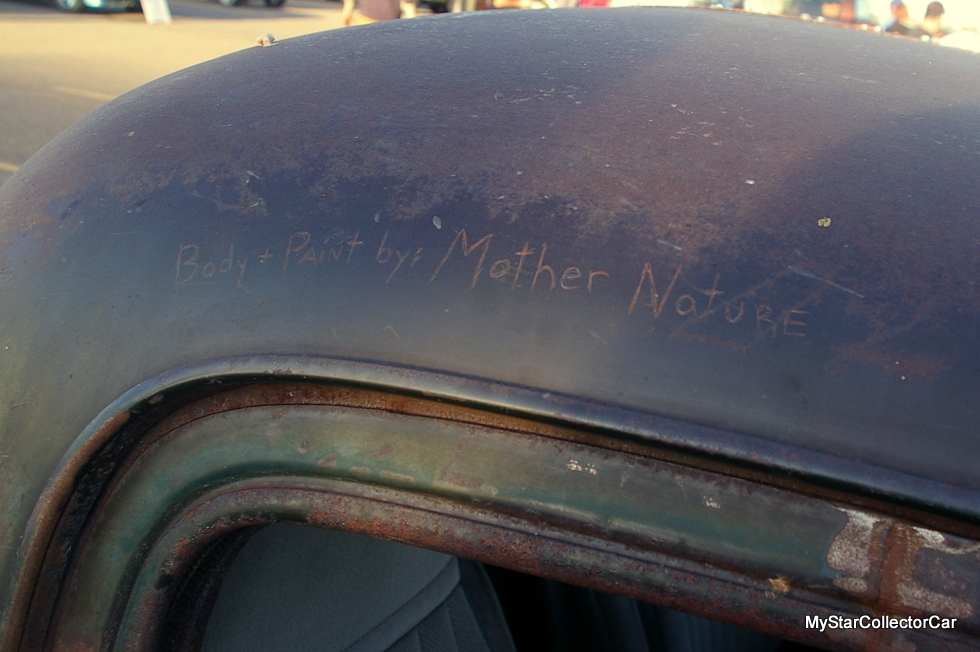 Body + PAiNt by: Mother NatuRE
MyStarCollectorCar